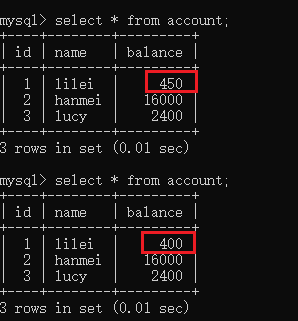 mysql> select * from account;
+----+--------+---------+
| id | name   | balance |
+----+--------+---------+
|  1 | lilei  |     450 |
|  2 | hanmei |   16000 |
|  3 | lucy   |    2400 |
+----+--------+---------+
3 rows in set (0.01 sec)
mysql> select * from account;
+----+--------+---------+
| id | name   | balance |
+----+--------+---------+
|  1 | lilei  |     400 |
|  2 | hanmei |   16000 |
|  3 | lucy   |    2400 |
+----+--------+---------+
3 rows in set (0.01 sec)